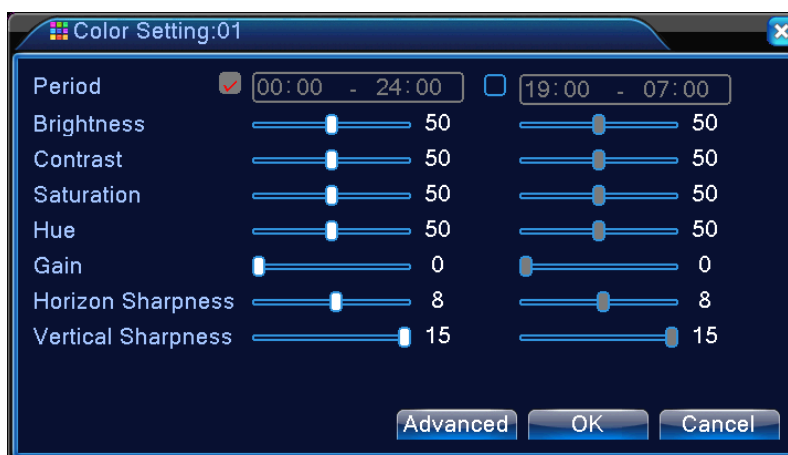 Color Setting:01
Period 00:00 - 24:00 19:00 - 07:00
Brightness 50 50
Contrast 50 50
Saturation 50 50
Hue 50 50
Gain 0 0
Horizon Sharpness 8 8
Vertical Sharpness 15 15
Advanced OK Cancel